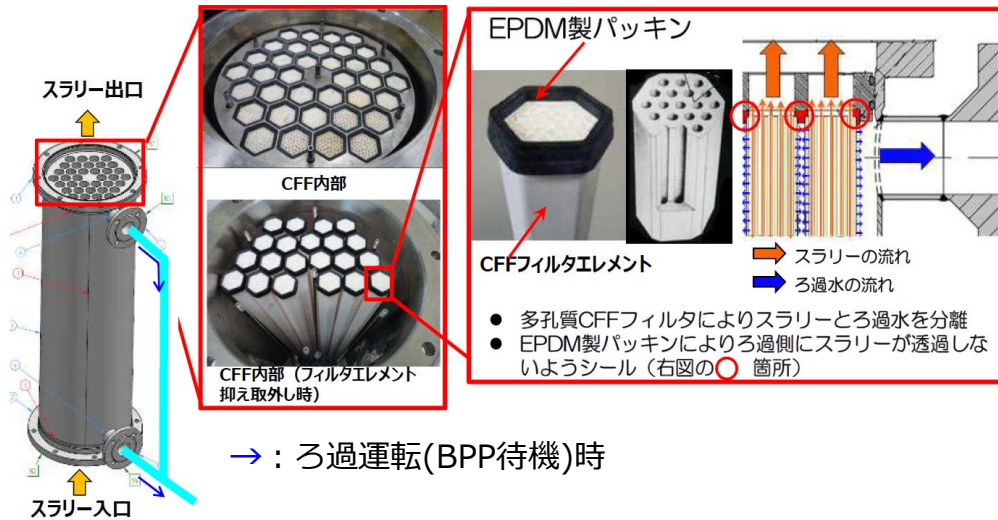 スラリー出口
スラリー入口
CFF内部
CFF内部（フィルタエレメント
抑え取外し時）
EPDM製パッキン
CFFフィルタエレメント
スラリーの流れ
ろ過水の流れ
● 多孔質CFFフィルタによりスラリーとろ過水を分離
● EPDM製パッキンによりろ過側にスラリーが透過しな
いようシール（右図の◯ 箇所）
→：ろ過運転(BPP待機)時